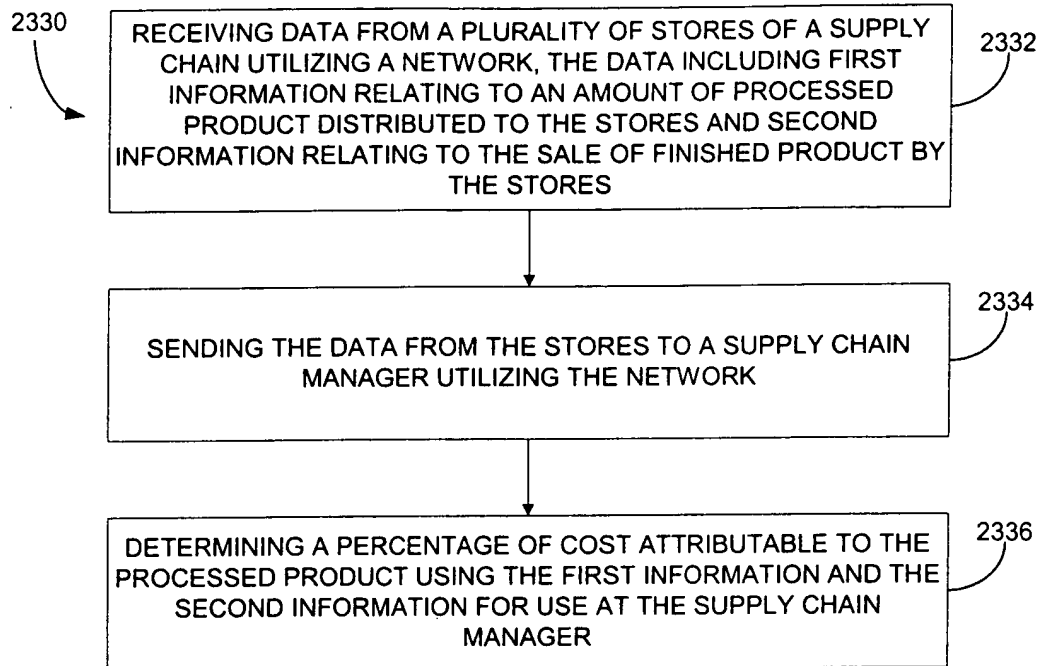 2330
RECEIVING DATA FROM A PLURALITY OF STORES OF A SUPPLY
CHAIN UTILIZING A NETWORK, THE DATA INCLUDING FIRST
INFORMATION RELATING TO AN AMOUNT OF PROCESSED
PRODUCT DISTRIBUTED TO THE STORES AND SECOND
INFORMATION RELATING TO THE SALE OF FINISHED PRODUCT BY
THE STORES
2332
SENDING THE DATA FROM THE STORES TO A SUPPLY CHAIN
MANAGER UTILIZING THE NETWORK
2334
DETERMINING A PERCENTAGE OF COST ATTRIBUTABLE TO THE
PROCESSED PRODUCT USING THE FIRST INFORMATION AND THE
SECOND INFORMATION FOR USE AT THE SUPPLY CHAIN
MANAGER
2336